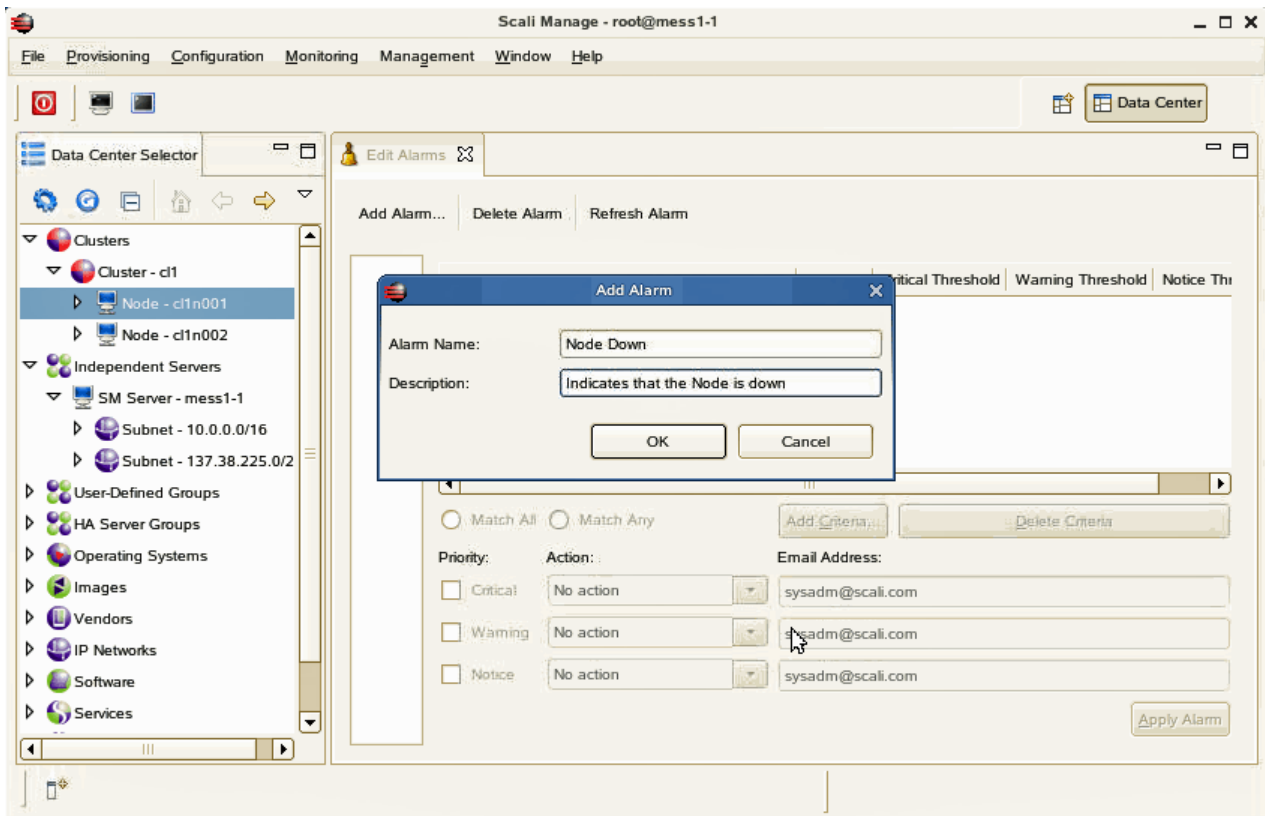 Scali Manage - root@mess1-1
File Provisioning Configuration Monitoring Management Window Help
Data Center
Data Center Selector
Edit Alarms
Add Alarm... Delete Alarm Refresh Alarm
Clusters
Cluster - cl1
Node - cl1n001
Node - cl1n002
Independent Servers
SM Server - mess1-1
Subnet - 10.0.0.0/16
Subnet - 137.38.225.0/2
User-Defined Groups
HA Server Groups
Operating Systems
Images
Vendors
IP Networks
Software
Services
ritical Threshold Warning Threshold Notice Thr
Add Alarm
Alarm Name: Node Down
Description: Indicates that the Node is down
OK Cancel
Match All Match Any Add Criteria... Delete Criteria
Priority: Action: Email Address:
Critical No action sysadm@scali.com
Warning No action sysadm@scali.com
Notice No action sysadm@scali.com
Apply Alarm